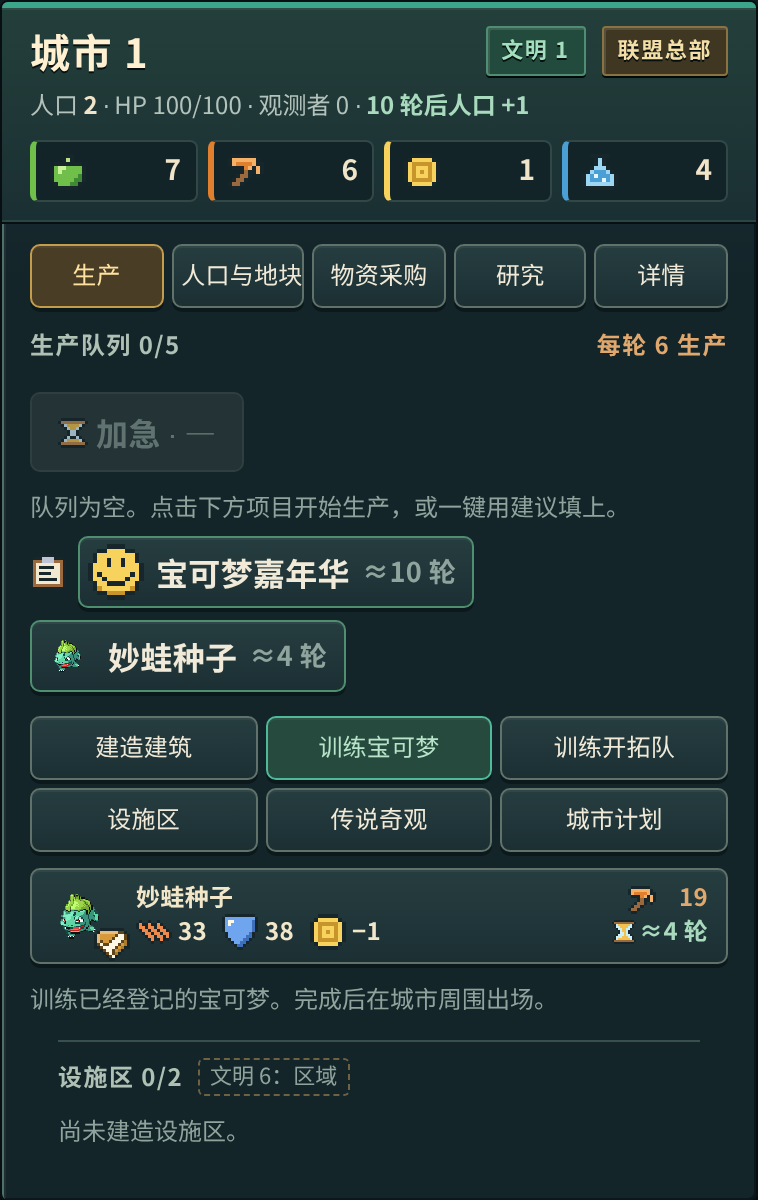 城市 1
文明 1
联盟总部
人口 2 · HP 100/100 · 观测者 0 · 10 轮后人口 +1
7
6
1
4
生产
人口与地块
物资采购
研究
详情
生产队列 0/5
每轮 6 生产
加急 · —
队列为空。点击下方项目开始生产，或一键用建议填上。
宝可梦嘉年华 ≈10 轮
妙蛙种子 ≈4 轮
建造建筑
训练宝可梦
训练开拓队
设施区
传说奇观
城市计划
妙蛙种子
19
33 38 −1
≈4 轮
训练已经登记的宝可梦。完成后在城市周围出场。
设施区 0/2
文明 6：区域
尚未建造设施区。